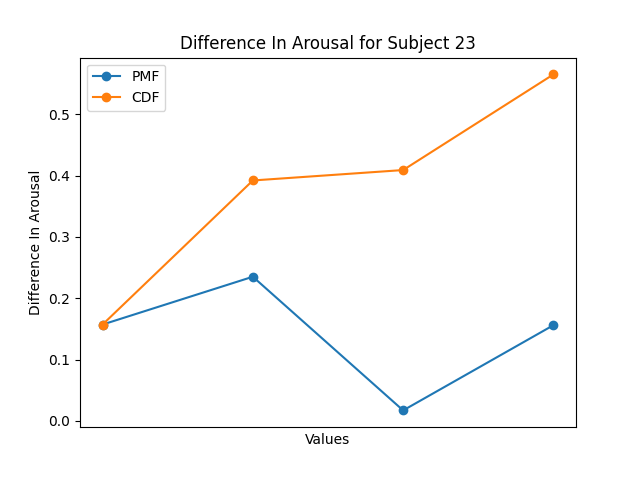 Difference In Arousal for Subject 23
PMF
CDF
0.5
0.4
0.3
0.2
0.1
0.0
Difference In Arousal
Values